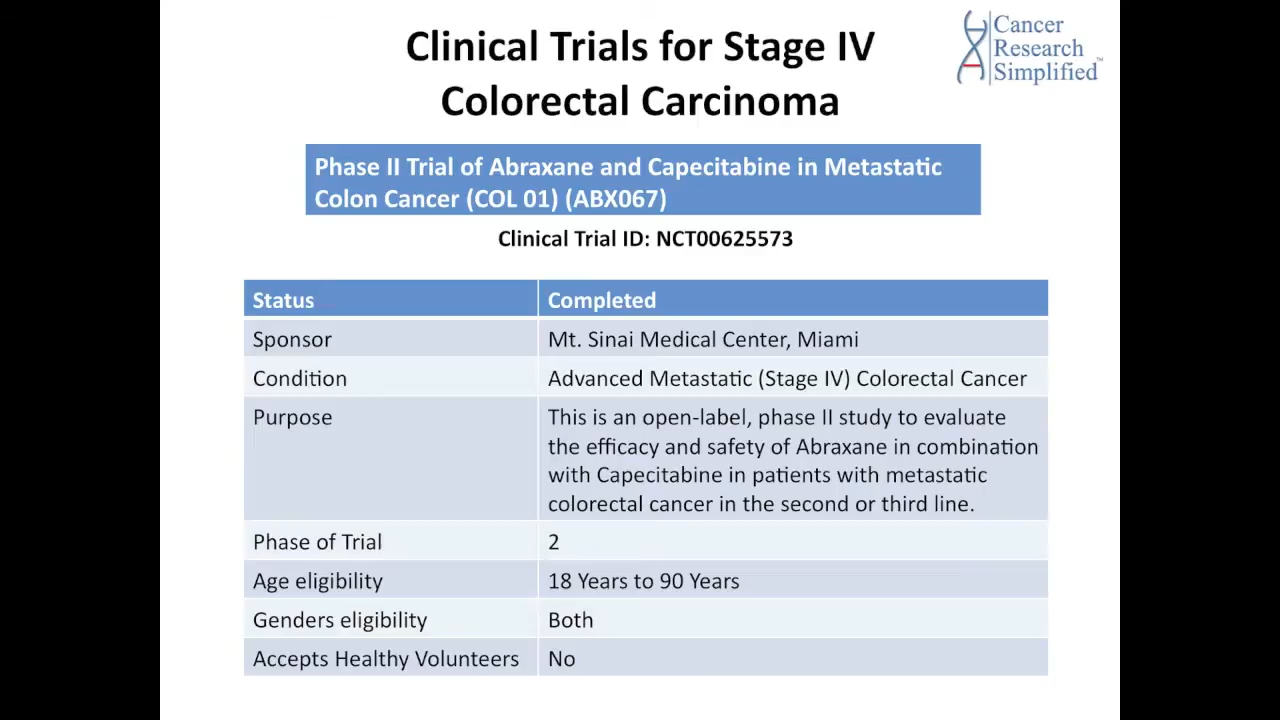 Clinical Trials for Stage IV
Colorectal Carcinoma
Cancer
Research
Simplified™
Phase II Trial of Abraxane and Capecitabine in Metastatic
Colon Cancer (COL 01) (ABX067)
Clinical Trial ID: NCT00625573
Status Completed
Sponsor Mt. Sinai Medical Center, Miami
Condition Advanced Metastatic (Stage IV) Colorectal Cancer
Purpose This is an open-label, phase II study to evaluate
the efficacy and safety of Abraxane in combination
with Capecitabine in patients with metastatic
colorectal cancer in the second or third line.
Phase of Trial 2
Age eligibility 18 Years to 90 Years
Genders eligibility Both
Accepts Healthy Volunteers No